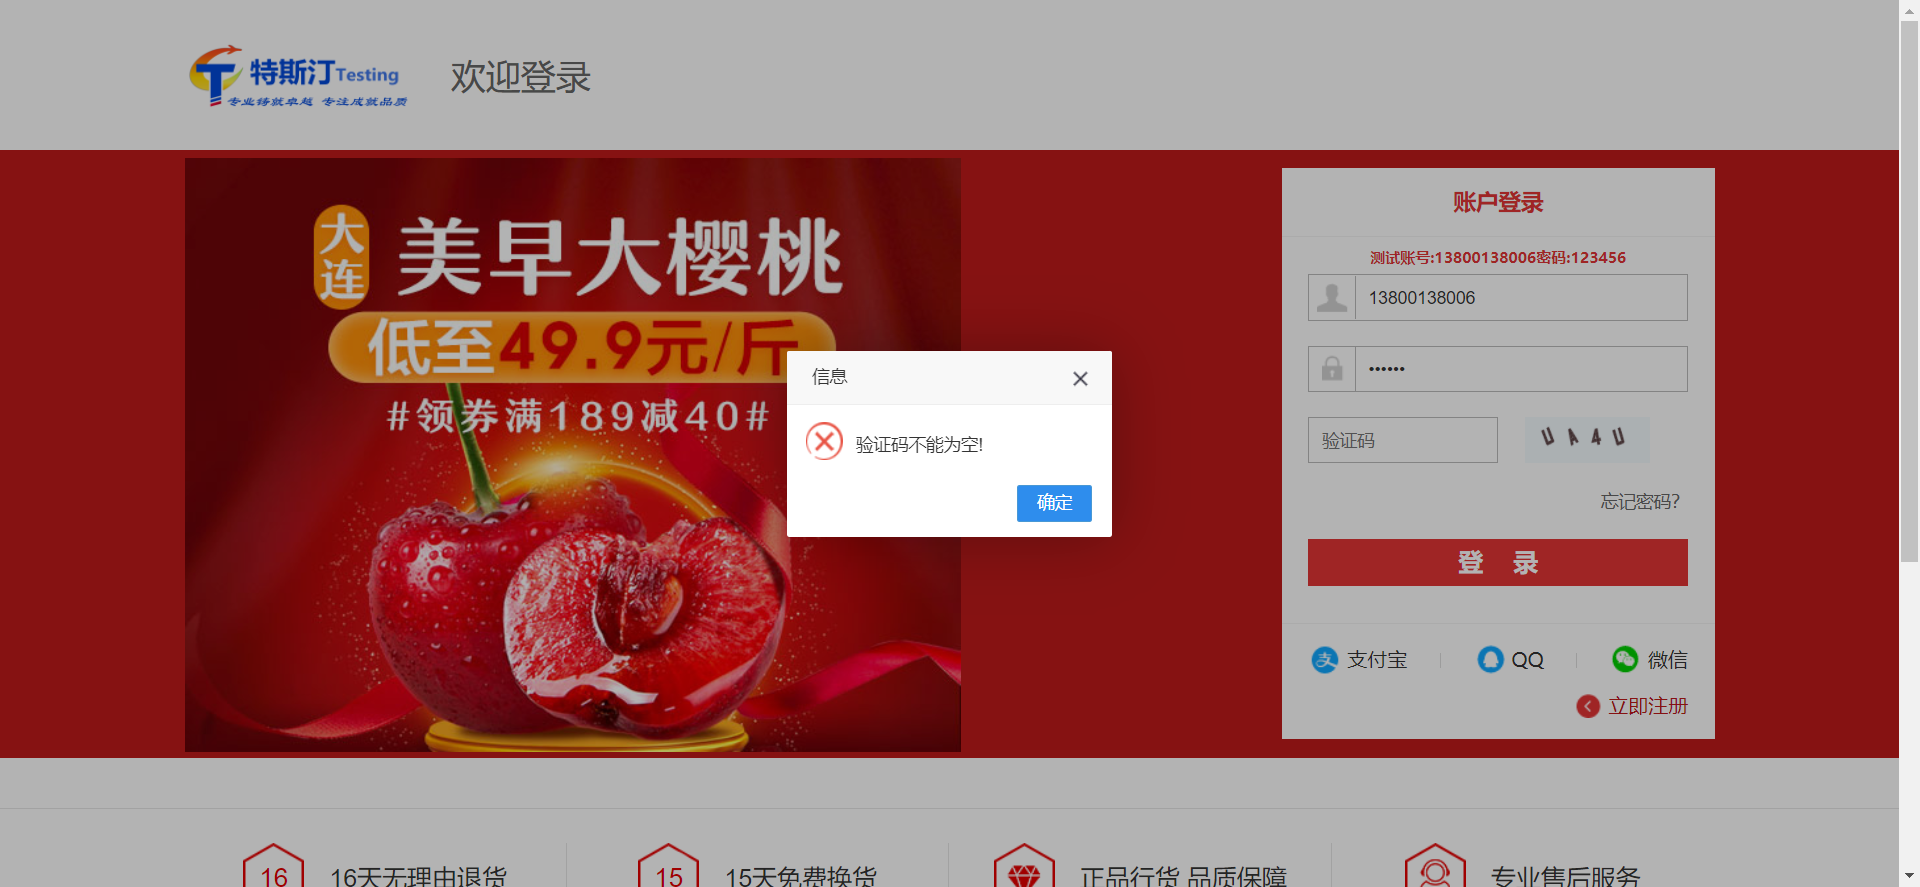 特斯汀Testing
专业铸就卓越 专注成就品质
欢迎登录
大连
美早大樱桃
低至49.9元/斤
#领券满189减40#
信息
验证码不能为空!
确定
账户登录
测试账号:13800138006密码:123456
13800138006
••••••
验证码
UA4U
忘记密码?
登 录
支付宝
QQ
微信
立即注册
16
16天无理由退货
15
15天免费换货
正品行货 品质保障
专业售后服务